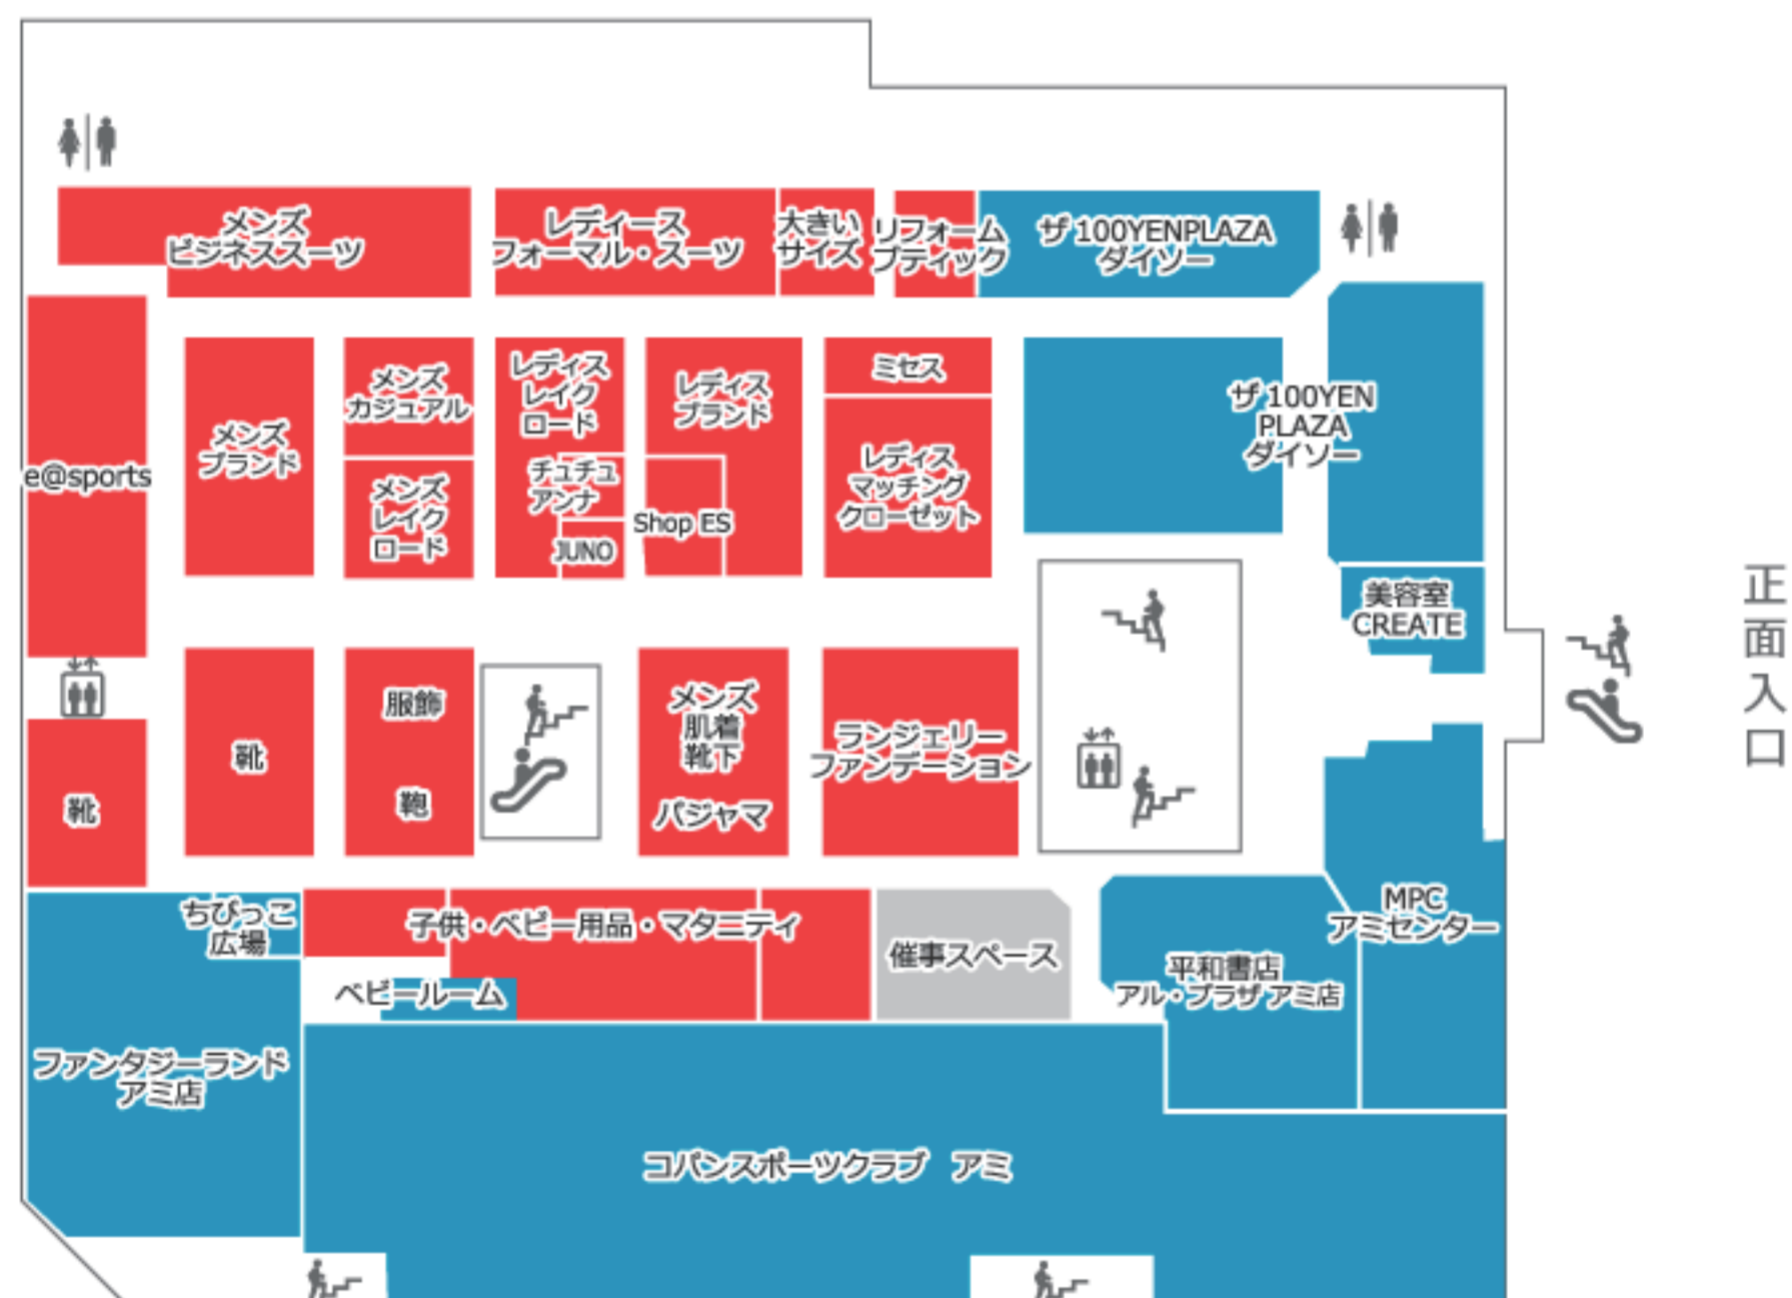 メンズ
ビジネススーツ
レディース
フォーマル・スーツ
大きい
サイズ
リフォーム
ブティック
ザ 100YENPLAZA
ダイソー
e@sports
メンズ
ブランド
メンズ
カジュアル
メンズ
レイク
ロード
レディス
レイク
ロード
チュチュ
アンナ
JUNO
レディス
ブランド
Shop ES
ミセス
レディス
マッチング
クローゼット
ザ 100YEN
PLAZA
ダイソー
美容室
CREATE
正面入口
靴
靴
服飾
鞄
メンズ
肌着
靴下
パジャマ
ランジェリー
ファンデーション
ちびっこ
広場
子供・ベビー用品・マタニティ
ベビールーム
催事スペース
平和書店
アル・プラザ アミ店
MPC
アミセンター
ファンタジーランド
アミ店
コパンスポーツクラブ　アミ